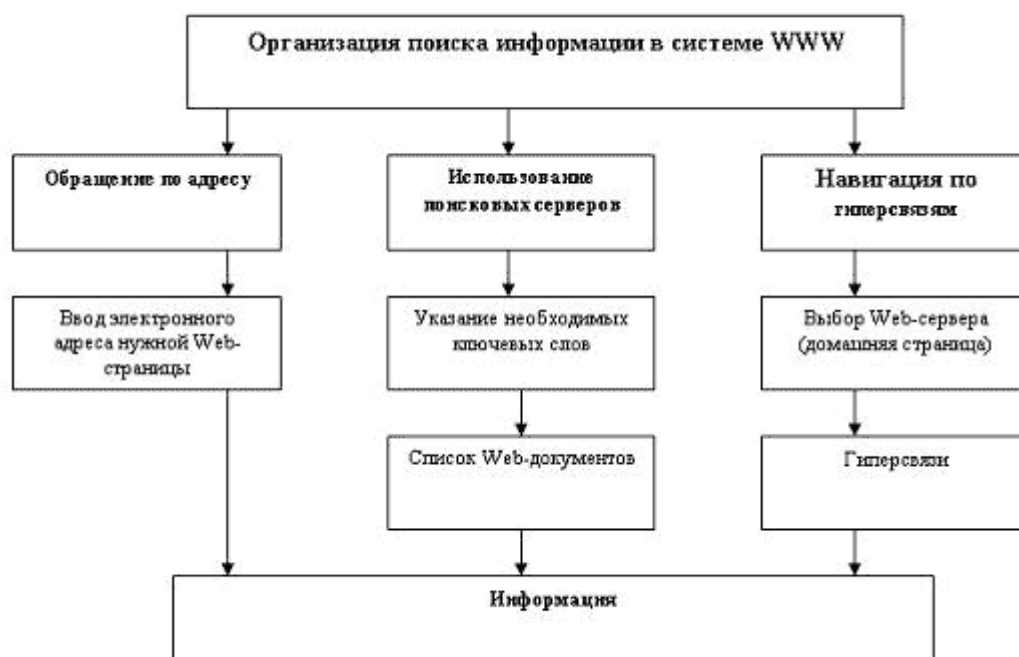 Организация поиска информации в системе WWW
Обращение по адресу
Использование
поисковых серверов
Навигация по
гиперсвязям
Ввод электронного
адреса нужной Web-
страницы
Указание необходимых
ключевых слов
Выбор Web-сервера
(домашняя страница)
Список Web-документов
Гиперсвязи
Информация